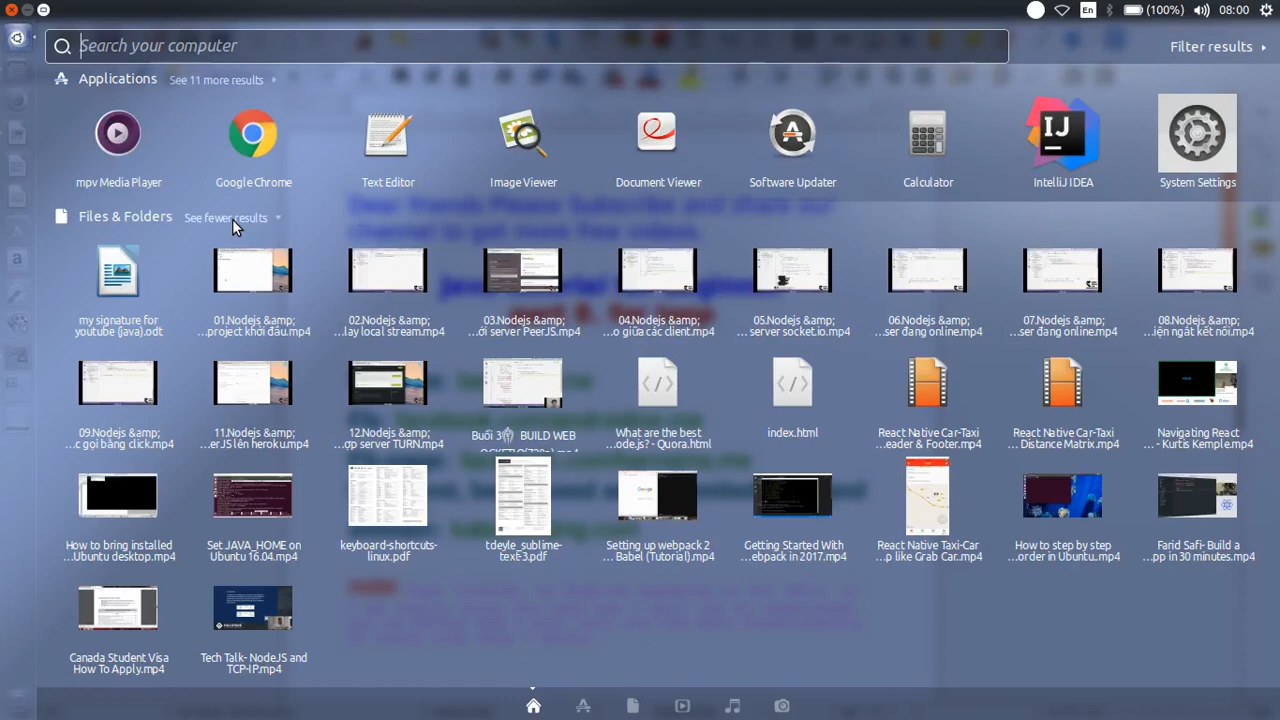 En (100%) 08:00
Search your computer
Filter results
Applications See 11 more results
mpv Media Player Google Chrome Text Editor Image Viewer Document Viewer Software Updater Calculator IntelliJ IDEA System Settings
Files & Folders See fewer results
my signature for youtube (java).odt
01.Nodejs &amp; ...project khởi đầu.mp4
02.Nodejs &amp; ...lay local stream.mp4
03.Nodejs &amp; ...ới server PeerJS.mp4
04.Nodejs &amp; ...o giữa các client.mp4
05.Nodejs &amp; ... server socket.io.mp4
06.Nodejs &amp; ...ser đang online.mp4
07.Nodejs &amp; ...ser đang online.mp4
08.Nodejs &amp; ...iện ngắt kết nối.mp4
09.Nodejs &amp; ...c gọi bằng click.mp4
11.Nodejs &amp; ...erJS lên heroku.mp4
12.Nodejs &amp; ...ợp server TURN.mp4
Buổi 3 BUILD WEB
What are the best ...ode.js? - Quora.html
index.html
React Native Car-Taxi ...eader & Footer.mp4
React Native Car-Taxi ... Distance Matrix.mp4
Navigating React ... - Kurtis Kemple.mp4
How to bring installed ...Ubuntu desktop.mp4
Set JAVA_HOME on Ubuntu 16.04.mp4
keyboard-shortcuts-linux.pdf
tdeyle_sublime-text-3.pdf
Setting up webpack 2 ... Babel (Tutorial).mp4
Getting Started With ...ebpack in 2017.mp4
React Native Taxi-Car ...p like Grab Car.mp4
How to step by step ...order in Ubuntu.mp4
Farid Safi- Build a ...pp in 30 minutes.mp4
Canada Student Visa How To Apply.mp4
Tech Talk- NodeJS and TCP-IP.mp4